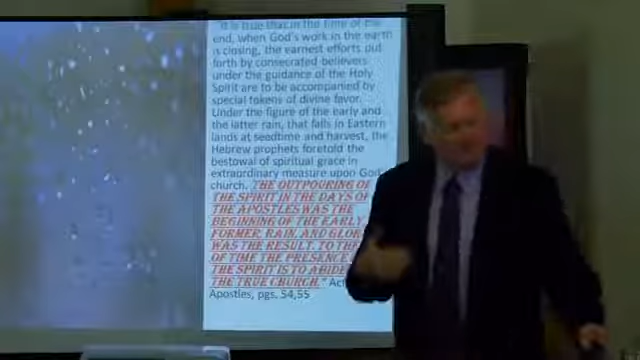 "It is true that in the time of the
end, when God's work in the earth
is closing, the earnest efforts put
forth by consecrated believers
under the guidance of the Holy
Spirit are to be accompanied by
special tokens of divine favor.
Under the figure of the early and
the latter rain, that falls in Eastern
lands at seedtime and harvest, the
Hebrew prophets foretold the
bestowal of spiritual grace in
extraordinary measure upon God
church. THE OUTPOURING OF
THE SPIRIT IN THE DAYS OF
THE APOSTLES WAS THE
BEGINNING OF THE EARLY,
FORMER, RAIN, AND GLOR
WAS THE RESULT. TO THE
OF TIME THE PRESENCE
THE SPIRIT IS TO ABIDE
THE TRUE CHURCH." Act
Apostles, pgs. 54,55